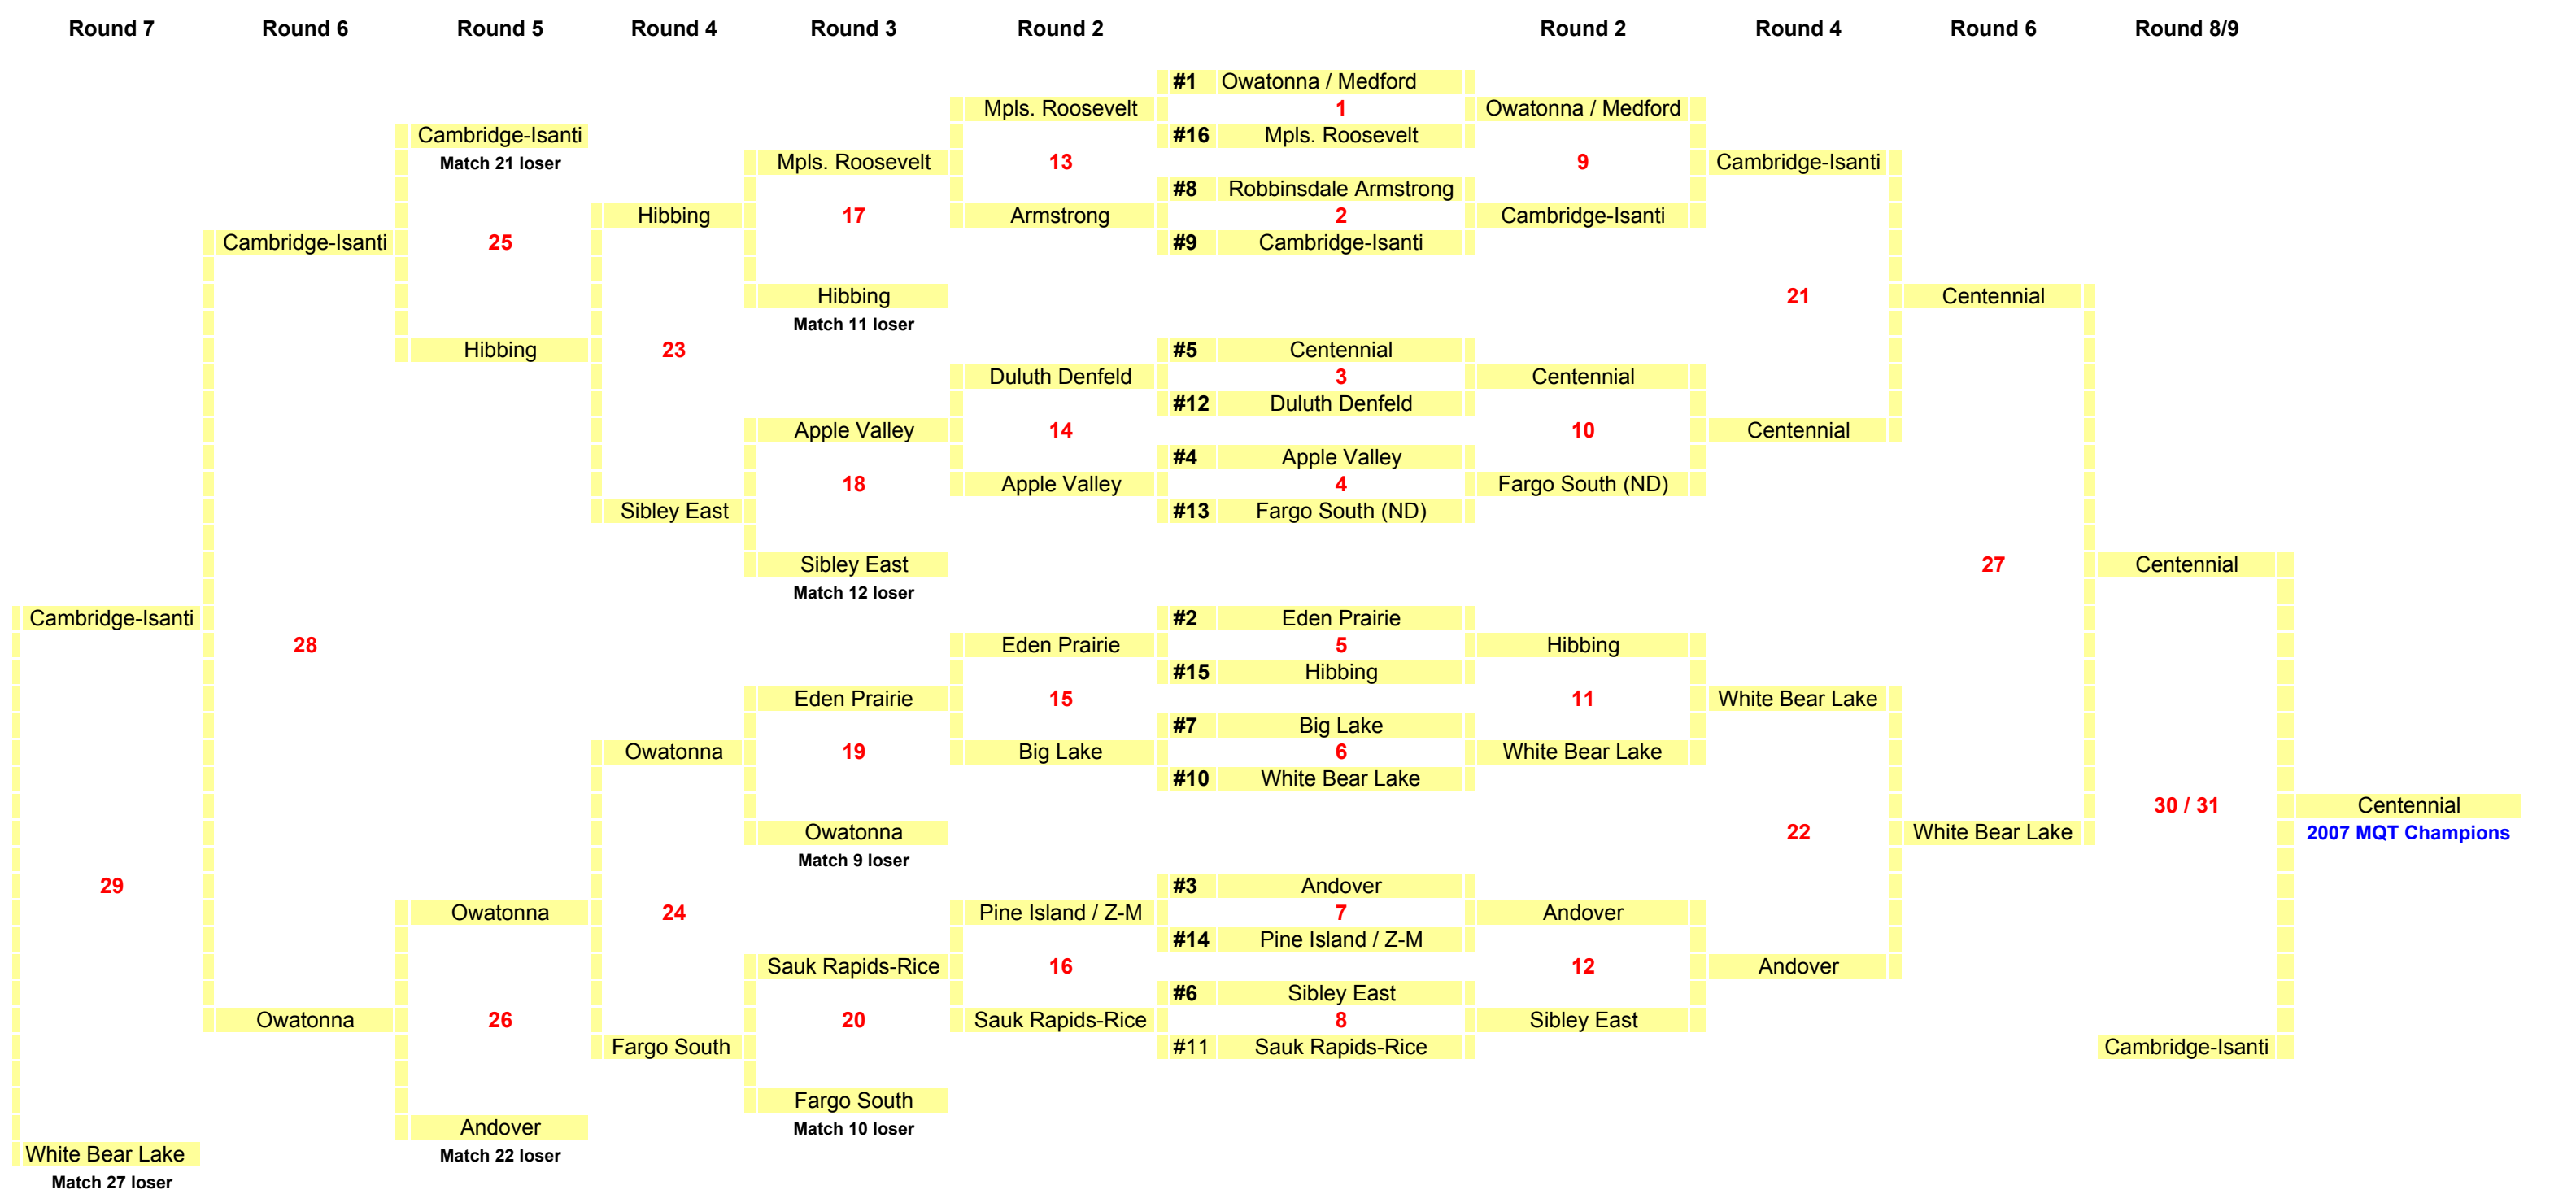 Round 7 Round 6 Round 5 Round 4 Round 3 Round 2 Round 2 Round 4 Round 6 Round 8/9
#1 Owatonna / Medford
Mpls. Roosevelt 1 Owatonna / Medford
Cambridge-Isanti #16 Mpls. Roosevelt
Match 21 loser Mpls. Roosevelt 13 9 Cambridge-Isanti
#8 Robbinsdale Armstrong
Hibbing 17 Armstrong 2 Cambridge-Isanti
Cambridge-Isanti 25 #9 Cambridge-Isanti
Hibbing 21 Centennial
Match 11 loser
Hibbing 23 #5 Centennial
Duluth Denfeld 3 Centennial
#12 Duluth Denfeld
Apple Valley 14 10 Centennial
#4 Apple Valley
18 Apple Valley 4 Fargo South (ND)
Sibley East #13 Fargo South (ND)
Sibley East 27 Centennial
Match 12 loser
Cambridge-Isanti #2 Eden Prairie
28 Eden Prairie 5 Hibbing
#15 Hibbing
Eden Prairie 15 11 White Bear Lake
#7 Big Lake
Owatonna 19 Big Lake 6 White Bear Lake
#10 White Bear Lake
30 / 31 Centennial
Owatonna 22 White Bear Lake 2007 MQT Champions
Match 9 loser
29 #3 Andover
Owatonna 24 Pine Island / Z-M 7 Andover
#14 Pine Island / Z-M
Sauk Rapids-Rice 16 12 Andover
#6 Sibley East
Owatonna 26 20 Sauk Rapids-Rice 8 Sibley East
Fargo South #11 Sauk Rapids-Rice Cambridge-Isanti
Fargo South
Andover Match 10 loser
White Bear Lake Match 22 loser
Match 27 loser